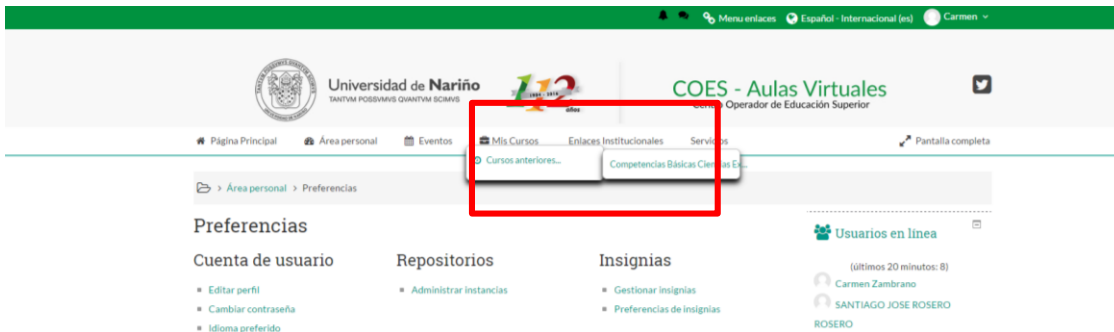 Menu enlaces Español - Internacional (es) Carmen
Universidad de Nariño
TANTVM POSSVMVS QVANTVM SCIMVS
112
1904 - 2016
años
COES - Aulas Virtuales
Centro Operador de Educación Superior
Página Principal Área personal Eventos Mis Cursos Enlaces Institucionales Servicios Pantalla completa
Cursos anteriores... Competencias Básicas Ciencias Ex...
> Área personal > Preferencias
Preferencias
Usuarios en línea
Cuenta de usuario Repositorios Insignias
(últimos 20 minutos: 8)
Editar perfil Administrar instancias Gestionar insignias
Carmen Zambrano
Cambiar contraseña Preferencias de insignias
SANTIAGO JOSE ROSERO
Idioma preferido
ROSERO